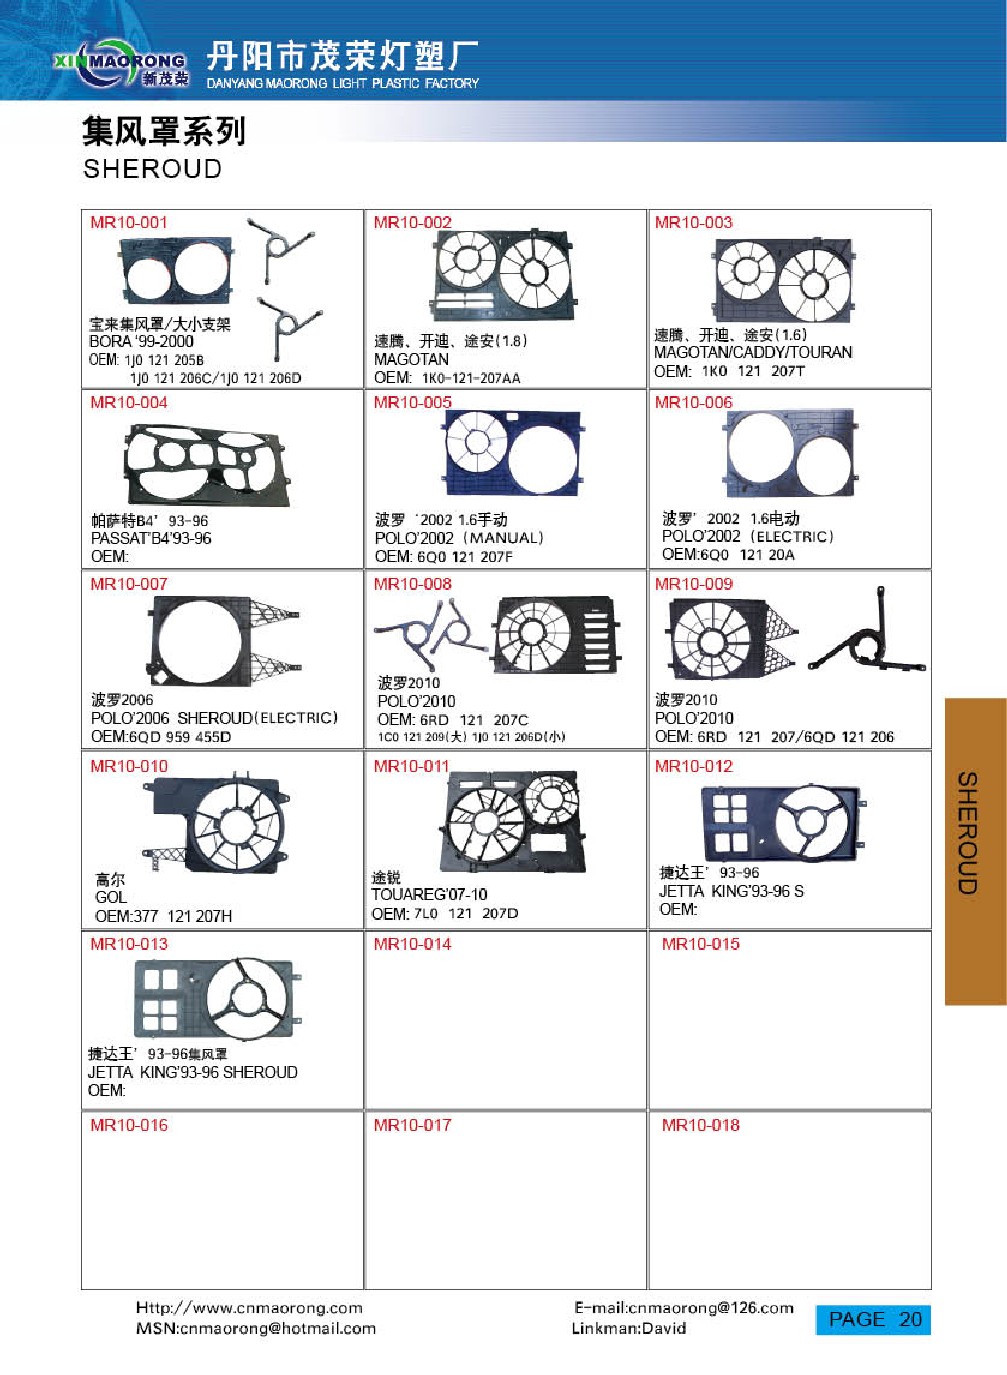 XINMAORONG
新茂荣
丹阳市茂荣灯塑厂
DANYANG MAORONG LIGHT PLASTIC FACTORY
集风罩系列
SHEROUD
MR10-001
宝来集风罩/大小支架
BORA '99-2000
OEM: 1J0 121 205B
1J0 121 206C/1J0 121 206D
MR10-002
速腾、开迪、途安(1.8)
MAGOTAN
OEM: 1K0-121-207AA
MR10-003
速腾、开迪、途安(1.6)
MAGOTAN/CADDY/TOURAN
OEM: 1K0 121 207T
MR10-004
帕萨特B4' 93-96
PASSAT'B4'93-96
OEM:
MR10-005
波罗 '2002 1.6手动
POLO'2002 (MANUAL)
OEM: 6Q0 121 207F
MR10-006
波罗' 2002 1.6电动
POLO'2002 (ELECTRIC)
OEM:6Q0 121 20A
MR10-007
波罗2006
POLO'2006 SHEROUD(ELECTRIC)
OEM:6QD 959 455D
MR10-008
波罗2010
POLO'2010
OEM: 6RD 121 207C
1C0 121 209(大) 1J0 121 206D(小)
MR10-009
波罗2010
POLO'2010
OEM: 6RD 121 207/6QD 121 206
MR10-010
高尔
GOL
OEM:377 121 207H
MR10-011
途锐
TOUAREG'07-10
OEM: 7L0 121 207D
MR10-012
捷达王' 93-96
JETTA KING'93-96 S
OEM:
MR10-013
捷达王' 93-96集风罩
JETTA KING'93-96 SHEROUD
OEM:
MR10-014
MR10-015
MR10-016
MR10-017
MR10-018
SHEROUD
Http://www.cnmaorong.com
MSN:cnmaorong@hotmail.com
E-mail:cnmaorong@126.com
Linkman:David
PAGE 20